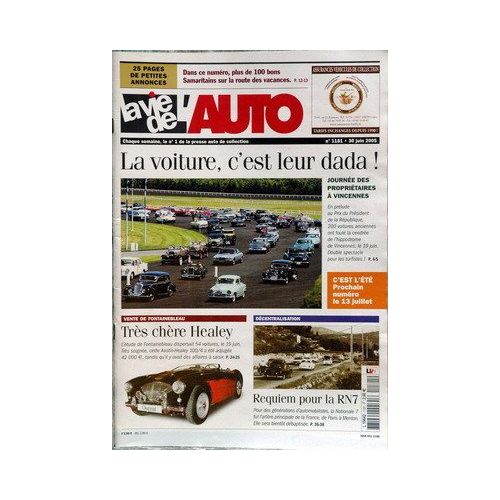 25 PAGES
DE PETITES
ANNONCES
Dans ce numéro, plus de 100 bons
Samaritains sur la route des vacances. P. 12-13
ASSURANCES VEHICULES DE COLLECTION
TARIFS INCHANGES DEPUIS 1990 !
la vie de l'AUTO
Chaque semaine, le n° 1 de la presse auto de collection
n° 1181 - 30 juin 2005
La voiture, c'est leur dada !
JOURNÉE DES
PROPRIÉTAIRES
À VINCENNES
En prélude
au Prix du Président
de la République,
200 voitures anciennes
ont foulé la cendrée
de l'hippodrome
de Vincennes, le 19 juin.
Double spectacle
pour les turfistes ! P. 4-5
C'EST L'ÉTÉ
Prochain
numéro
le 13 juillet
VENTE DE FONTAINEBLEAU
Très chère Healey
L'étude de Fontainebleau dispersait 54 voitures, le 19 juin.
Très soignée, cette Austin-Healey 100/4 a été adjugée
42 000 €, tandis qu'il y avait des affaires à saisir. P. 24-25
DÉCENTRALISATION
Requiem pour la RN7
Pour des générations d'automobilistes, la Nationale 7
fut l'artère principale de la France, de Paris à Menton.
Elle sera bientôt débaptisée. P. 36-38
LVA